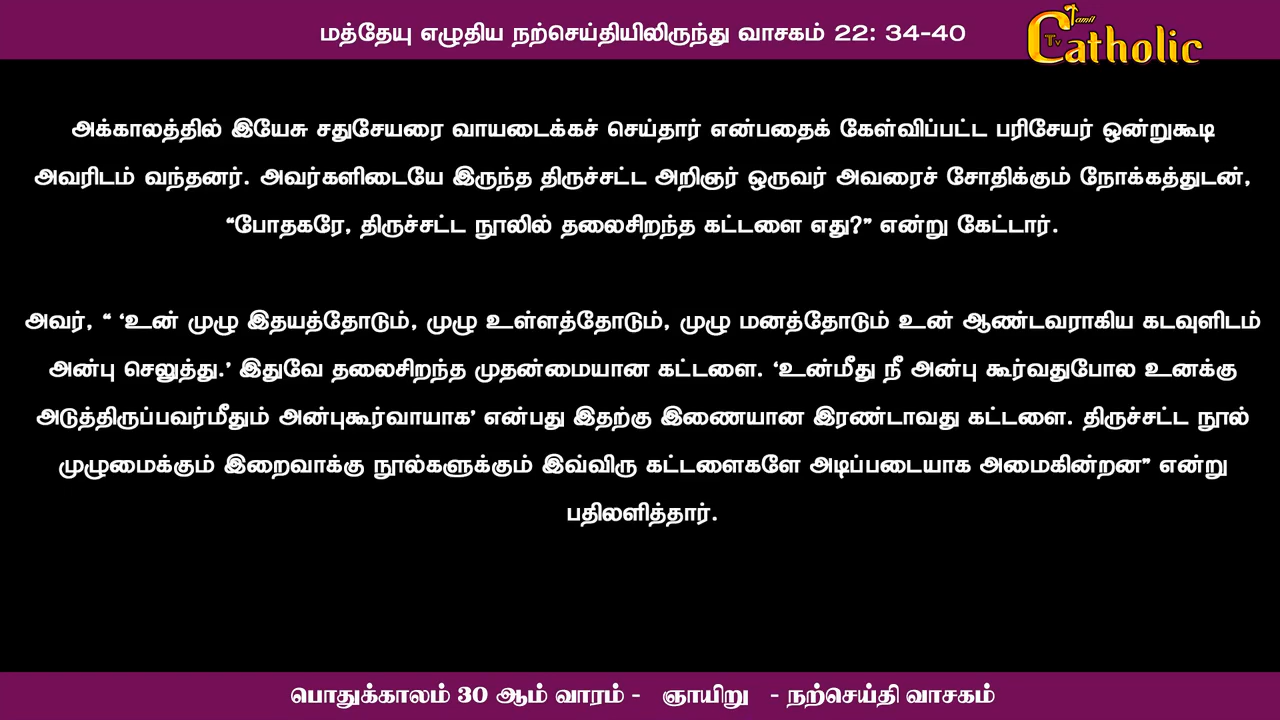 மத்தேயு எழுதிய நற்செய்தியிலிருந்து வாசகம் 22: 34-40
Tamil
Catholic
Tv
அக்காலத்தில் இயேசு சதுசேயரை வாயடைக்கச் செய்தார் என்பதைக் கேள்விப்பட்ட பரிசேயர் ஒன்றுகூடி
அவரிடம் வந்தனர். அவர்களிடையே இருந்த திருச்சட்ட அறிஞர் ஒருவர் அவரைச் சோதிக்கும் நோக்கத்துடன்,
“போதகரே, திருச்சட்ட நூலில் தலைசிறந்த கட்டளை எது?” என்று கேட்டார்.
அவர், “ ‘உன் முழு இதயத்தோடும், முழு உள்ளத்தோடும், முழு மனத்தோடும் உன் ஆண்டவராகிய கடவுளிடம்
அன்பு செலுத்து.’ இதுவே தலைசிறந்த முதன்மையான கட்டளை. ‘உன்மீது நீ அன்பு கூர்வதுபோல உனக்கு
அடுத்திருப்பவர்மீதும் அன்புகூர்வாயாக’ என்பது இதற்கு இணையான இரண்டாவது கட்டளை. திருச்சட்ட நூல்
முழுமைக்கும் இறைவாக்கு நூல்களுக்கும் இவ்விரு கட்டளைகளே அடிப்படையாக அமைகின்றன” என்று
பதிலளித்தார்.
பொதுக்காலம் 30 ஆம் வாரம் - ஞாயிறு - நற்செய்தி வாசகம்